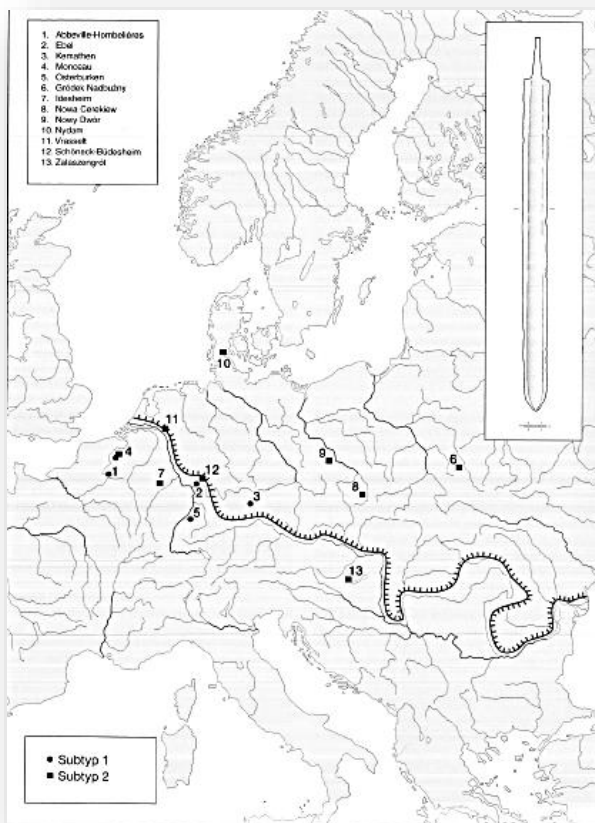 1. Abbeville-Hombelières
2. Ebel
3. Kemathen
4. Monceau
5. Osterburken
6. Gródek Nadbużny
7. Idesheim
8. Nowa Cerekiew
9. Nowy Dwór
10 Nydam
11 Vrasselt
12 Schöneck-Büdesheim
13 Zalaszengrót
10
11
4
9
6
1
7
12
2
8
3
5
13
Subtyp 1
Subtyp 2